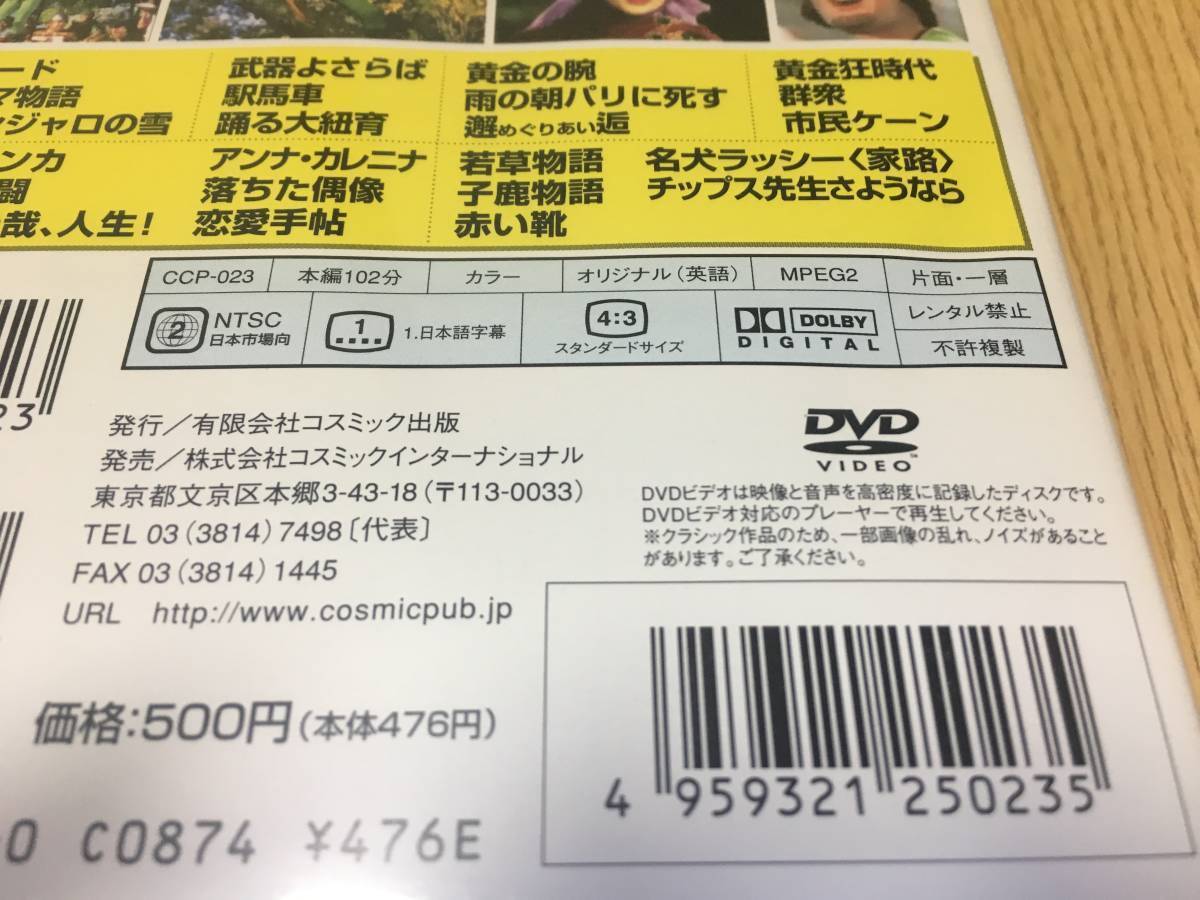 ード 武器よさらば 黄金の腕 黄金狂時代
マ物語 駅馬車 雨の朝パリに死す 群衆
ンジャロの雪 踊る大紐育 邂めぐりあい逅 市民ケーン
ンカ アンナ・カレニナ 若草物語 名犬ラッシー〈家路〉
闘 落ちた偶像 子鹿物語 チップス先生さようなら
哉、人生! 恋愛手帖 赤い靴
CCP-023 本編102分 カラー オリジナル(英語) MPEG2 片面・一層
2 NTSC 日本市場向 1 1.日本語字幕 4:3 スタンダードサイズ DOLBY DIGITAL レンタル禁止
不許複製
23
発行/有限会社コスミック出版
発売/株式会社コスミックインターナショナル
東京都文京区本郷3-43-18(〒113-0033)
TEL 03(3814)7498〔代表〕
FAX 03(3814)1445
URL http://www.cosmicpub.jp
DVD
VIDEO™
DVDビデオは映像と音声を高密度に記録したディスクです。
DVDビデオ対応のプレーヤーで再生してください。
※クラシック作品のため、一部画像の乱れ、ノイズがあること
があります。ご了承ください。
価格:500円(本体476円)
4 959321 250235
0 C0874 ¥476E